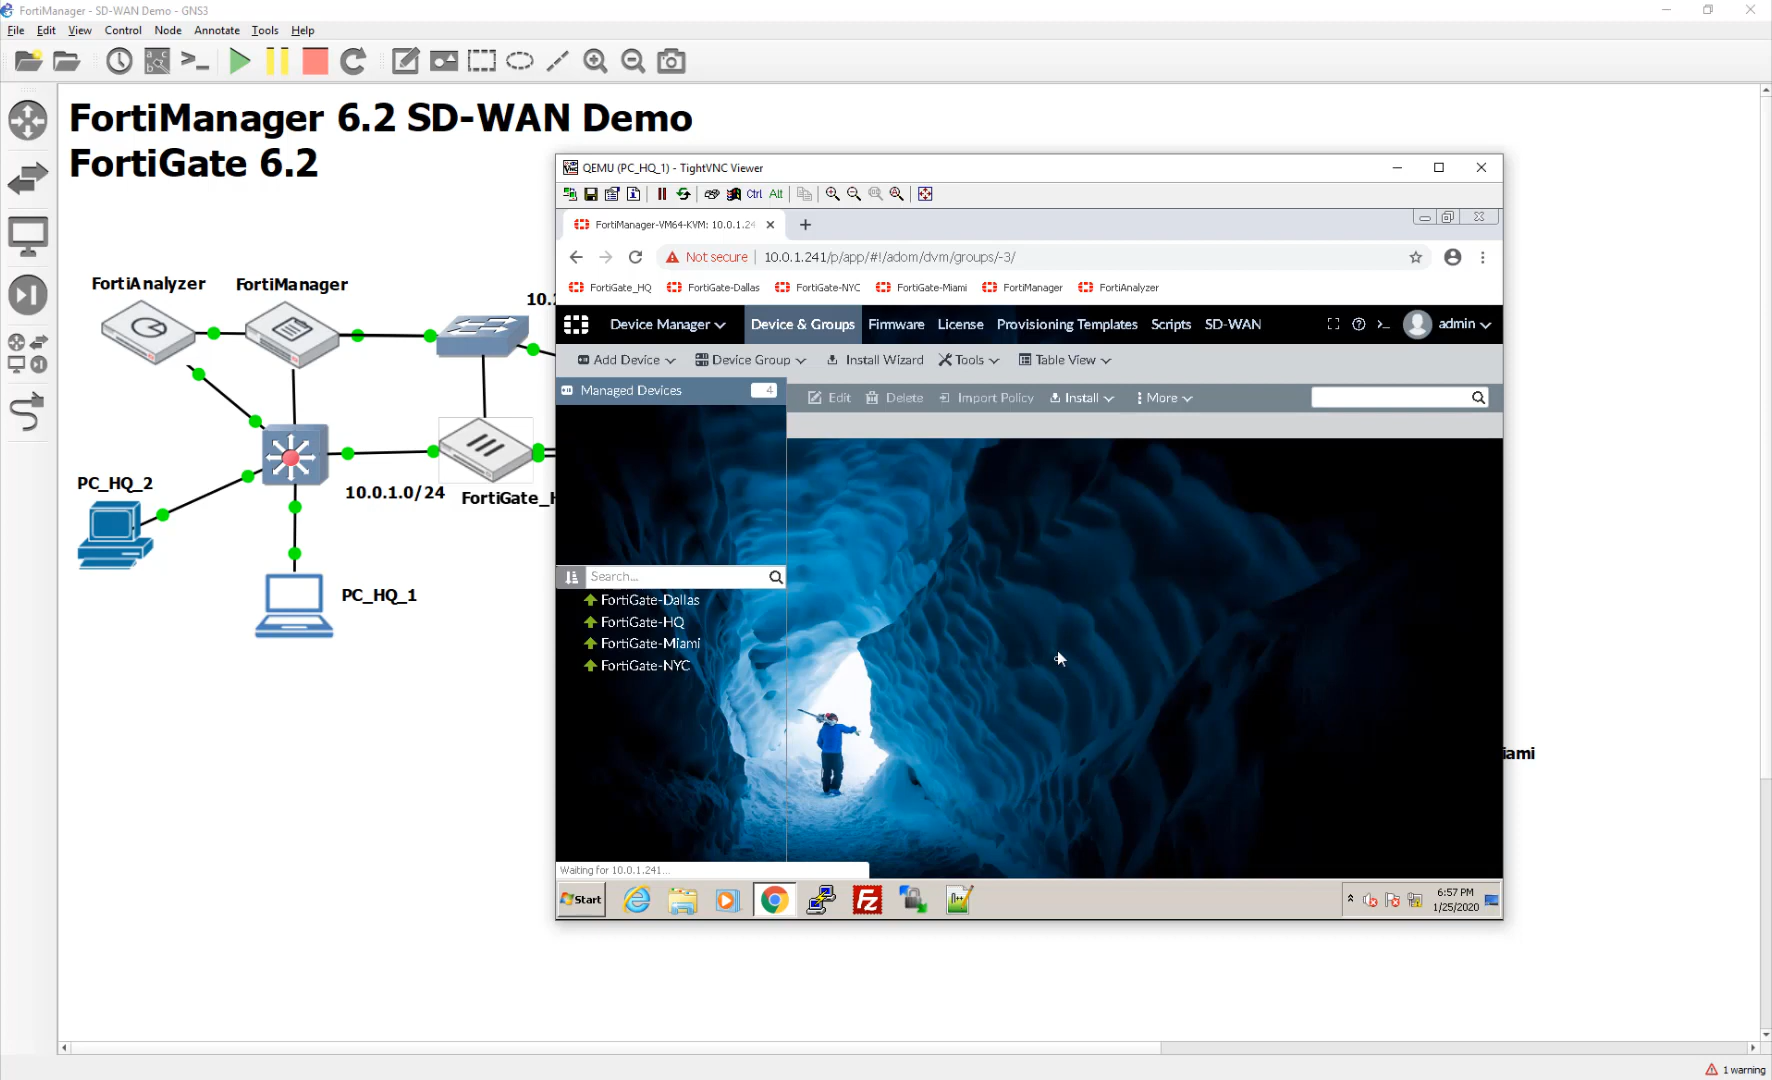 FortiManager - SD-WAN Demo - GNS3
File Edit View Control Node Annotate Tools Help
FortiManager 6.2 SD-WAN Demo
FortiGate 6.2
QEMU (PC_HQ_1) - TightVNC Viewer
Ctrl Alt
FortiManager-VM64-KVM: 10.0.1.24
Not secure 10.0.1.241/p/app/#!/adom/dvm/groups/-3/
FortiGate_HQ FortiGate-Dallas FortiGate-NYC FortiGate-Miami FortiManager FortiAnalyzer
Device Manager Device & Groups Firmware License Provisioning Templates Scripts SD-WAN admin
Add Device Device Group Install Wizard Tools Table View
Managed Devices 4
Edit Delete Import Policy Install More
Search...
FortiGate-Dallas
FortiGate-HQ
FortiGate-Miami
FortiGate-NYC
Waiting for 10.0.1.241...
Start
6:57 PM
1/25/2020
FortiAnalyzer
FortiManager
10.
PC_HQ_2
10.0.1.0/24
FortiGate_H
PC_HQ_1
iami
1 warning